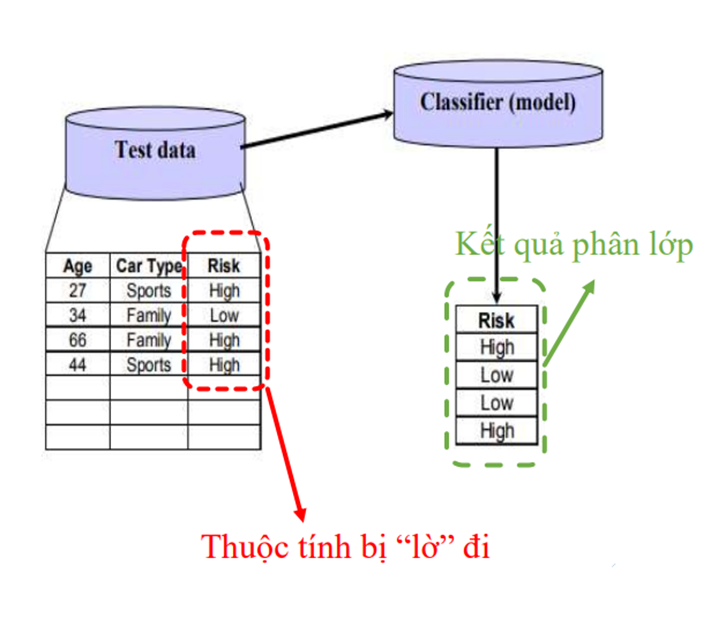 Classifier (model)
Test data
Kết quả phân lớp
Age Car Type Risk
27 Sports High
34 Family Low
66 Family High
44 Sports High
Risk
High
Low
Low
High
Thuộc tính bị “lờ” đi